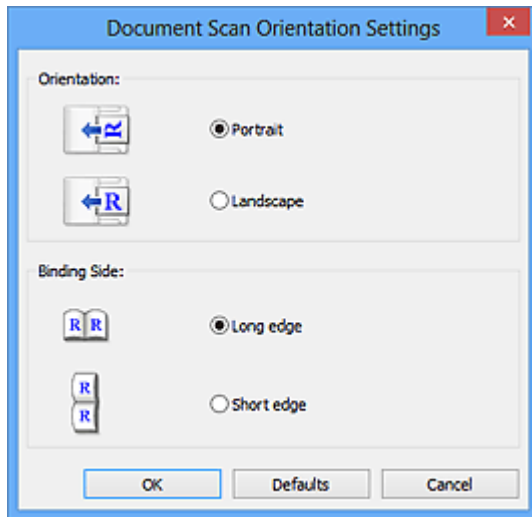 Document Scan Orientation Settings
Orientation:
R
Portrait
R
Landscape
Binding Side:
R R
Long edge
R
R
Short edge
OK Defaults Cancel